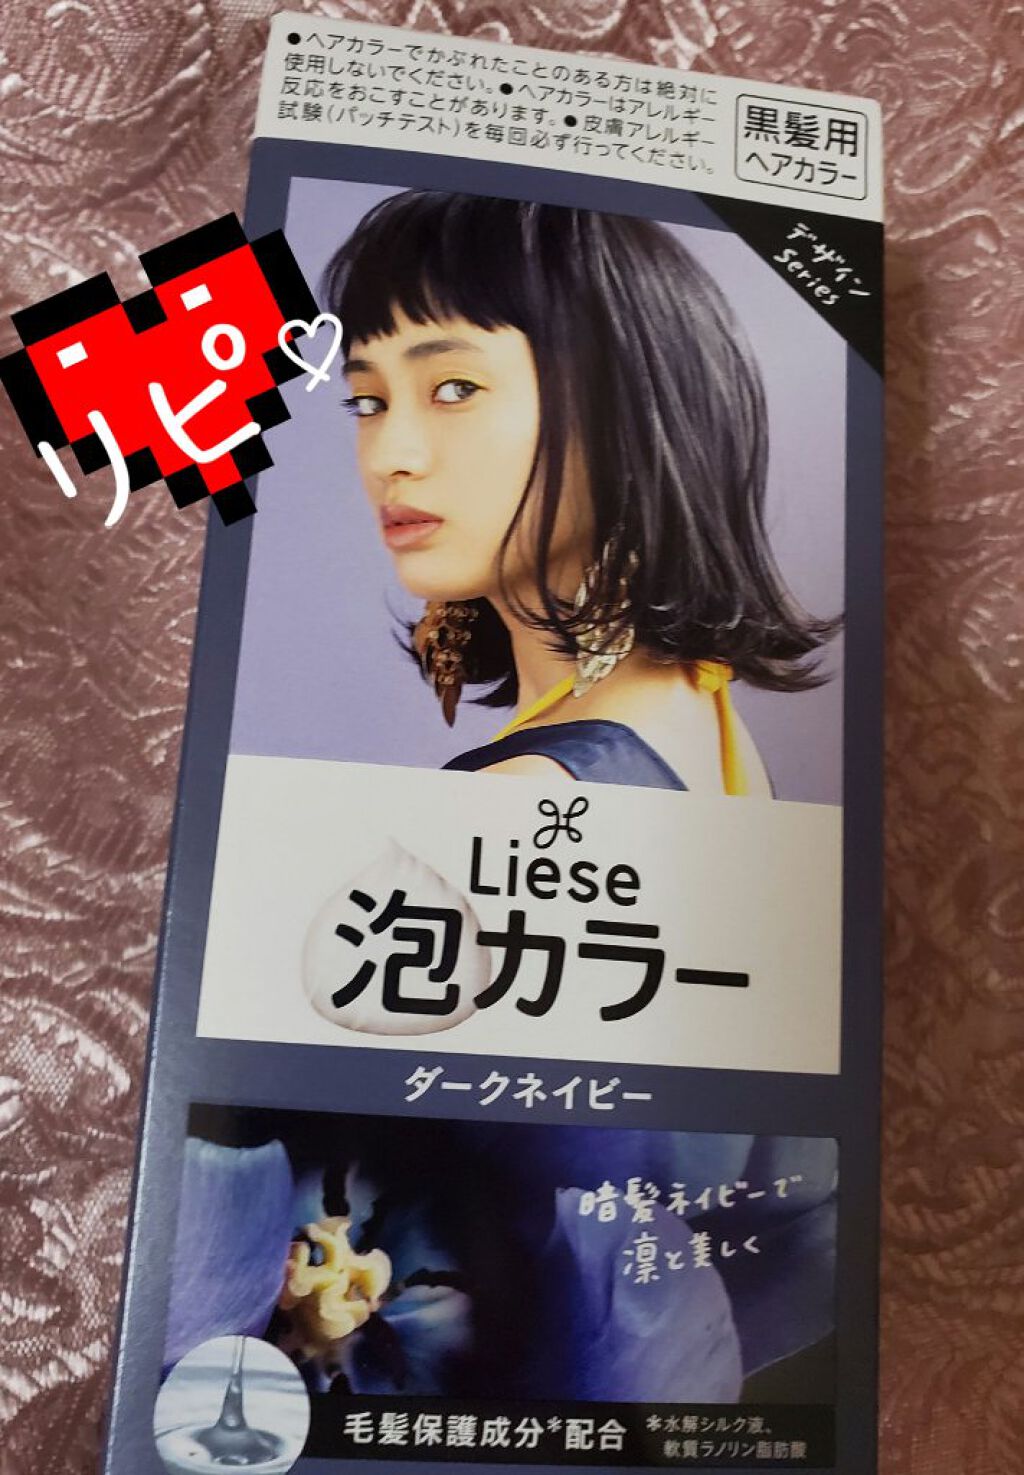 ●ヘアカラーでかぶれたことのある方は絶対に
使用しないでください。●ヘアカラーはアレルギー
反応をおこすことがあります。●皮膚アレルギー
試験(パッチテスト)を毎回必ず行ってください。
黒髪用
ヘアカラー
デザイン
Series
リピ♡
Liese
泡カラー
ダークネイビー
暗髪ネイビーで
凛と美しく
毛髪保護成分*配合
*水解シルク液、
軟質ラノリン脂肪酸